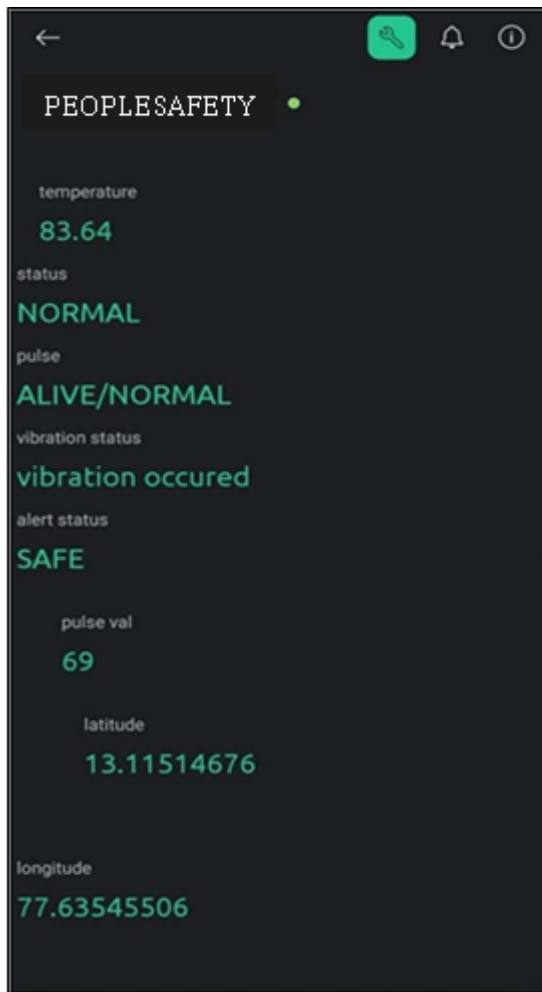 PEOPLESAFETY
temperature
83.64
status
NORMAL
pulse
ALIVE/NORMAL
vibration status
vibration occured
alert status
SAFE
pulse val
69
latitude
13.11514676
longitude
77.63545506